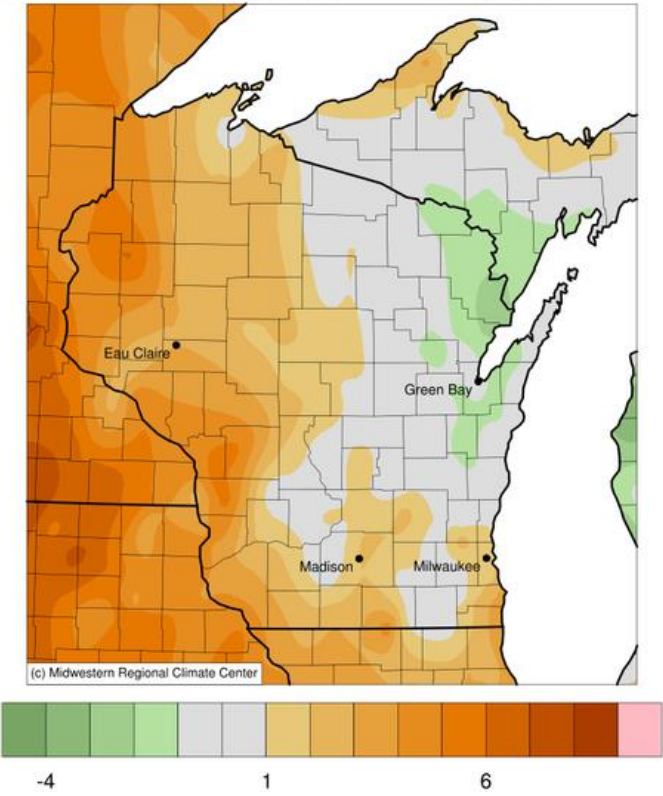 Eau Claire
Green Bay
Madison
Milwaukee
(c) Midwestern Regional Climate Center
-4 1 6